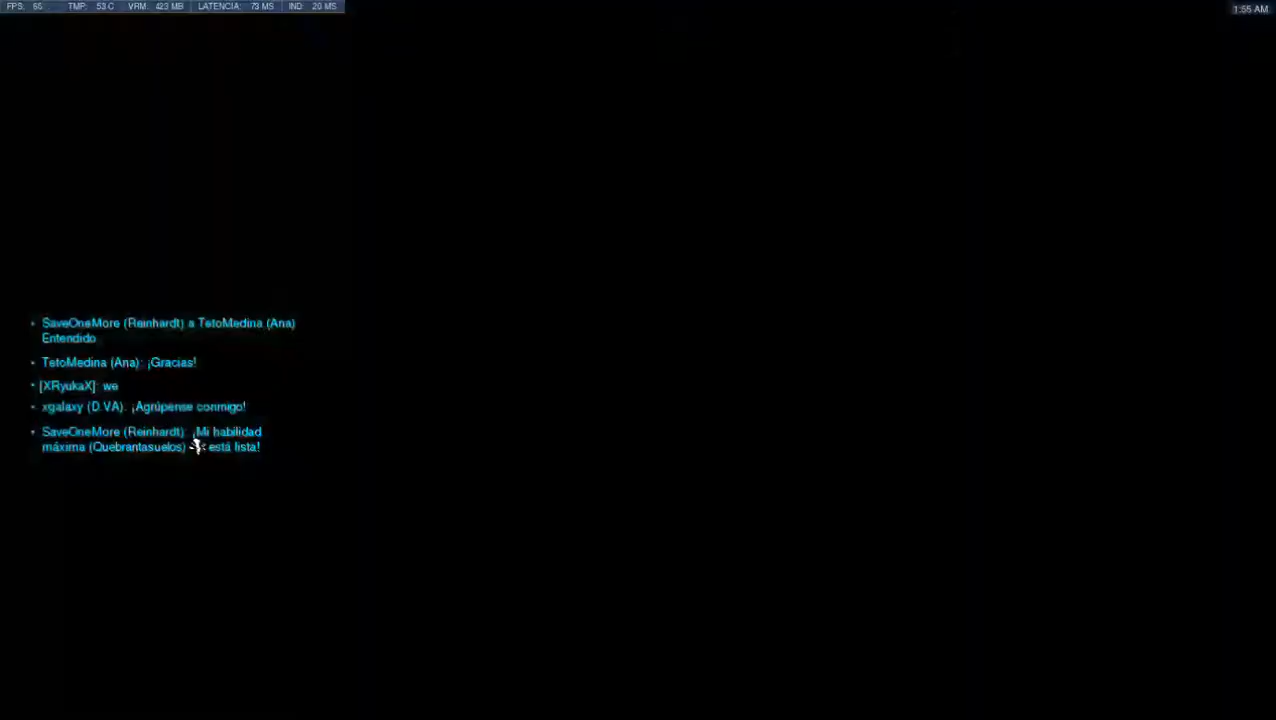 FPS: 65 TMP: 53 C VRM: 423 MB LATENCIA: 73 MS IND: 20 MS
1:55 AM
SaveOneMore (Reinhardt) a TetoMedina (Ana)
Entendido
TetoMedina (Ana): ¡Gracias!
[XRyukaX]: we
xgalaxy (D.VA): ¡Agrúpense conmigo!
SaveOneMore (Reinhardt): ¡Mi habilidad
máxima (Quebrantasuelos) está lista!